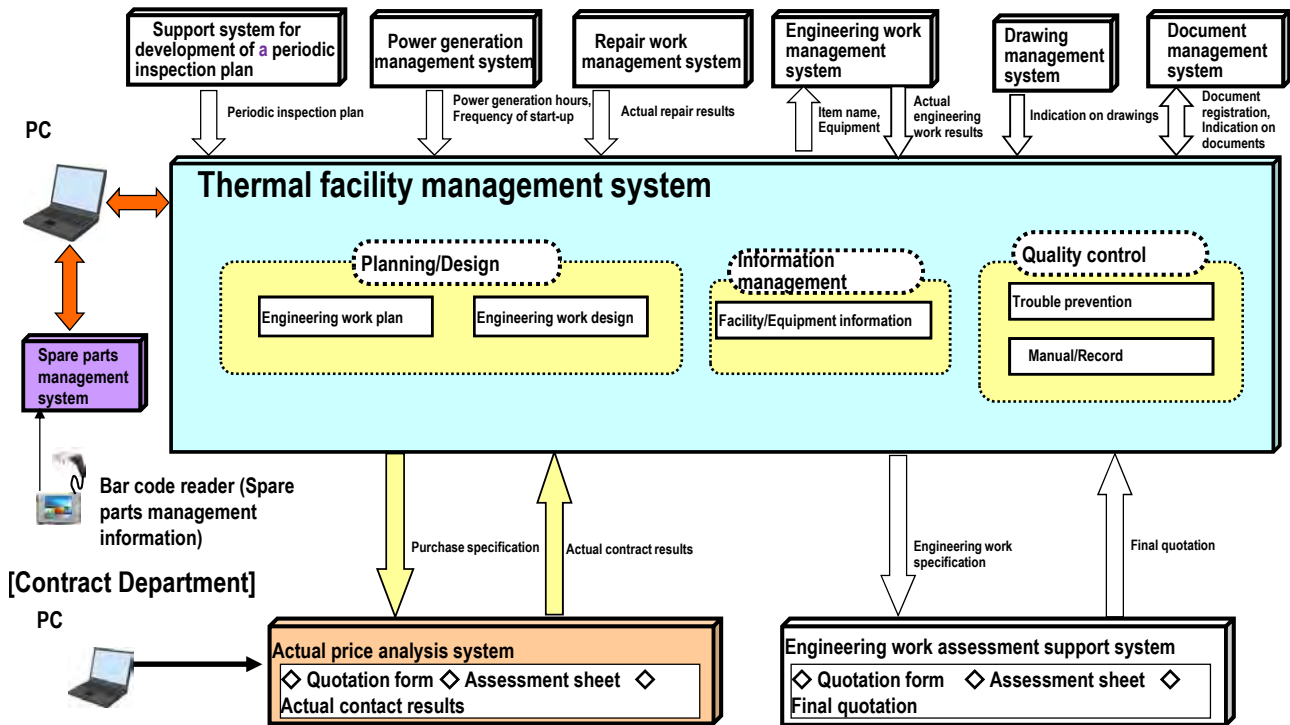 Support system for
development of a periodic
inspection plan
Power generation
management system
Repair work
management system
Engineering work
management
system
Drawing
management
system
Document
management
system
Periodic inspection plan
Power generation hours,
Frequency of start-up
Actual repair results
Item name,
Equipment
Actual
engineering
work results
Indication on drawings
Document
registration,
Indication on
documents
PC
Thermal facility management system
Planning/Design
Engineering work plan
Engineering work design
Information
management
Facility/Equipment information
Quality control
Trouble prevention
Manual/Record
Spare parts
management
system
Bar code reader (Spare
parts management
information)
Purchase specification
Actual contract results
Engineering work
specification
Final quotation
[Contract Department]
PC
Actual price analysis system
◇ Quotation form ◇ Assessment sheet ◇
Actual contact results
Engineering work assessment support system
◇ Quotation form ◇ Assessment sheet ◇
Final quotation